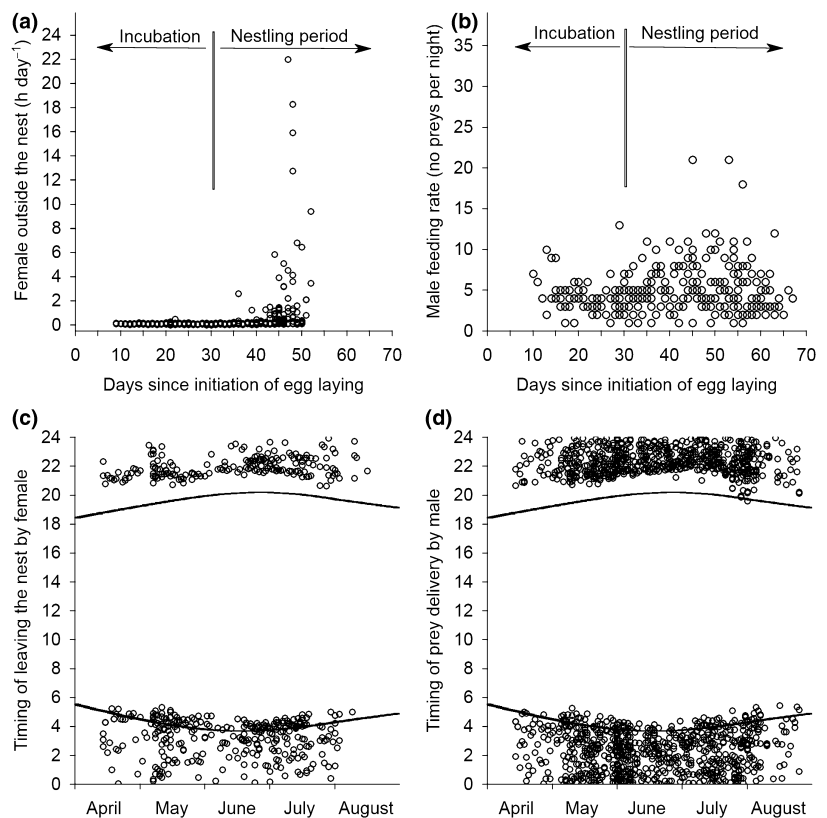 (a)
Female outside the nest (h day⁻¹)
Incubation
Nestling period
24
22
20
18
16
14
12
10
8
6
4
2
0
0 10 20 30 40 50 60 70
Days since initiation of egg laying
(b)
Male feeding rate (no preys per night)
Incubation
Nestling period
35
30
25
20
15
10
5
0
0 10 20 30 40 50 60 70
Days since initiation of egg laying
(c)
Timing of leaving the nest by female
24
22
20
18
16
14
12
10
8
6
4
2
0
April May June July August
(d)
Timing of prey delivery by male
24
22
20
18
16
14
12
10
8
6
4
2
0
April May June July August